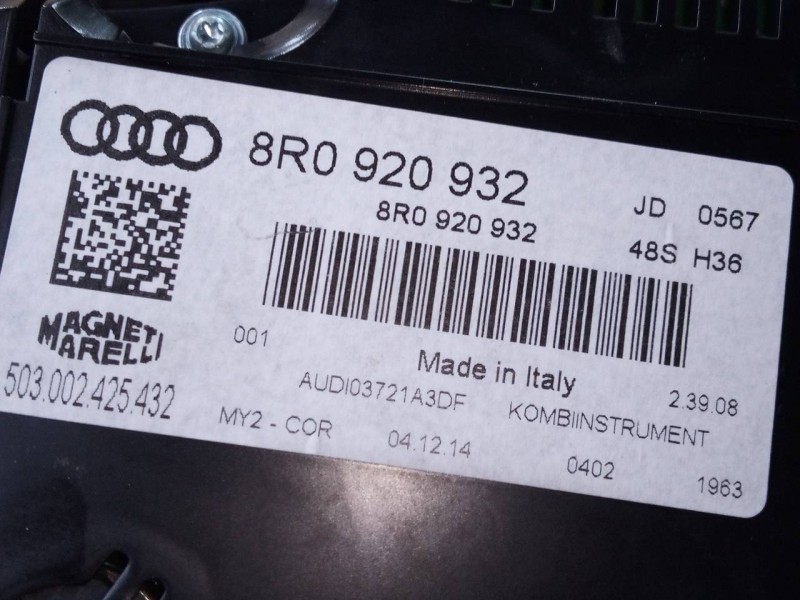 8R0 920 932
8R0 920 932
JD 0567
48S H36
MAGNETI
MARELLI
503.002.425.432
001
Made in Italy
2.39.08
AUDI03721A3DF
KOMBIINSTRUMENT
MY2 - COR
04.12.14
0402
1963